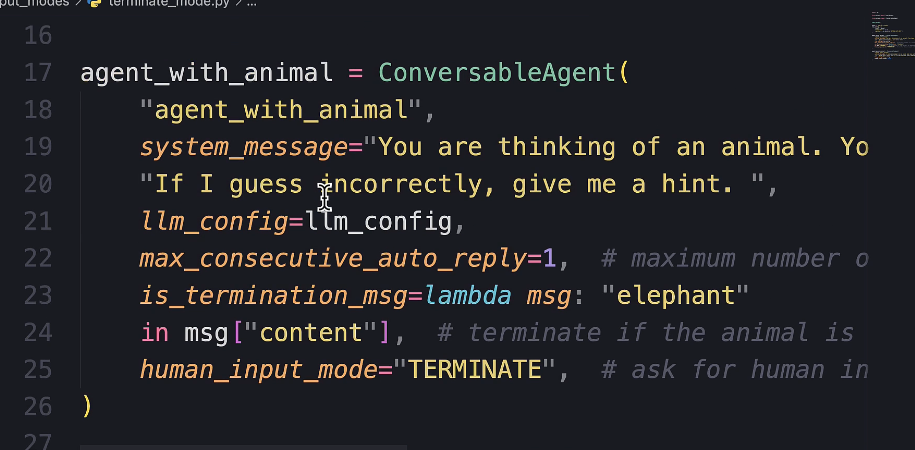 terminate_mode.py > ...
16
17 agent_with_animal = ConversableAgent(
18 "agent_with_animal",
19 system_message="You are thinking of an animal. Yo
20 "If I guess incorrectly, give me a hint. ",
21 llm_config=llm_config,
22 max_consecutive_auto_reply=1, # maximum number o
23 is_termination_msg=lambda msg: "elephant"
24 in msg["content"], # terminate if the animal is
25 human_input_mode="TERMINATE", # ask for human in
26 )
27